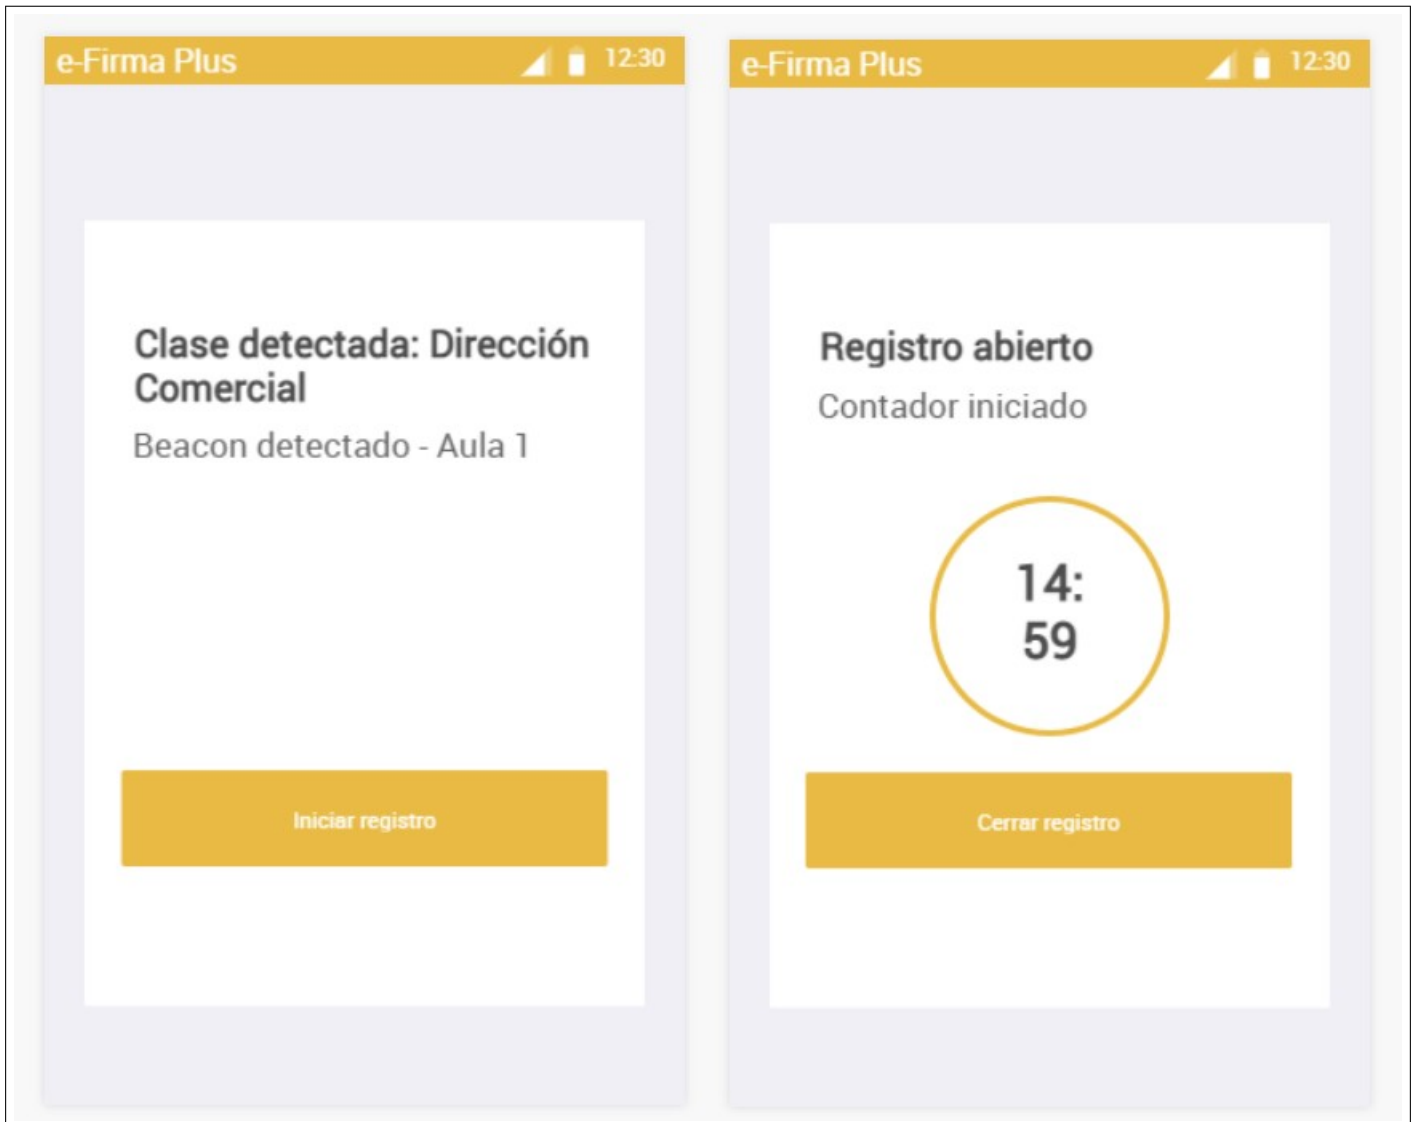 e-Firma Plus 12:30
Clase detectada: Dirección
Comercial
Beacon detectado - Aula 1
Iniciar registro
e-Firma Plus 12:30
Registro abierto
Contador iniciado
14:
59
Cerrar registro